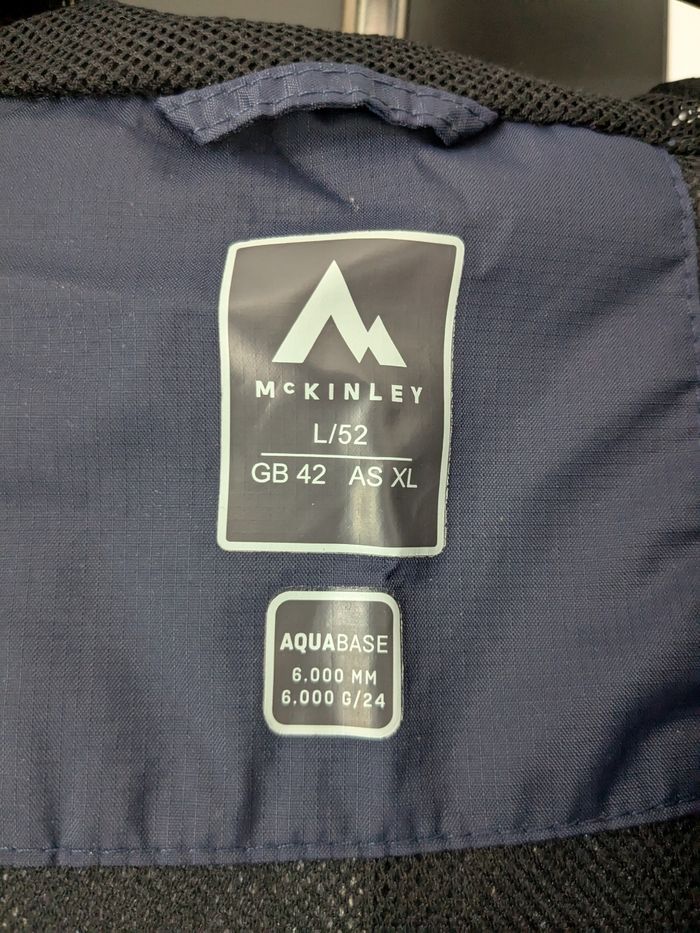 McKINLEY
L/52
GB 42 AS XL
AQUABASE
6.000 MM
6.000 G/24